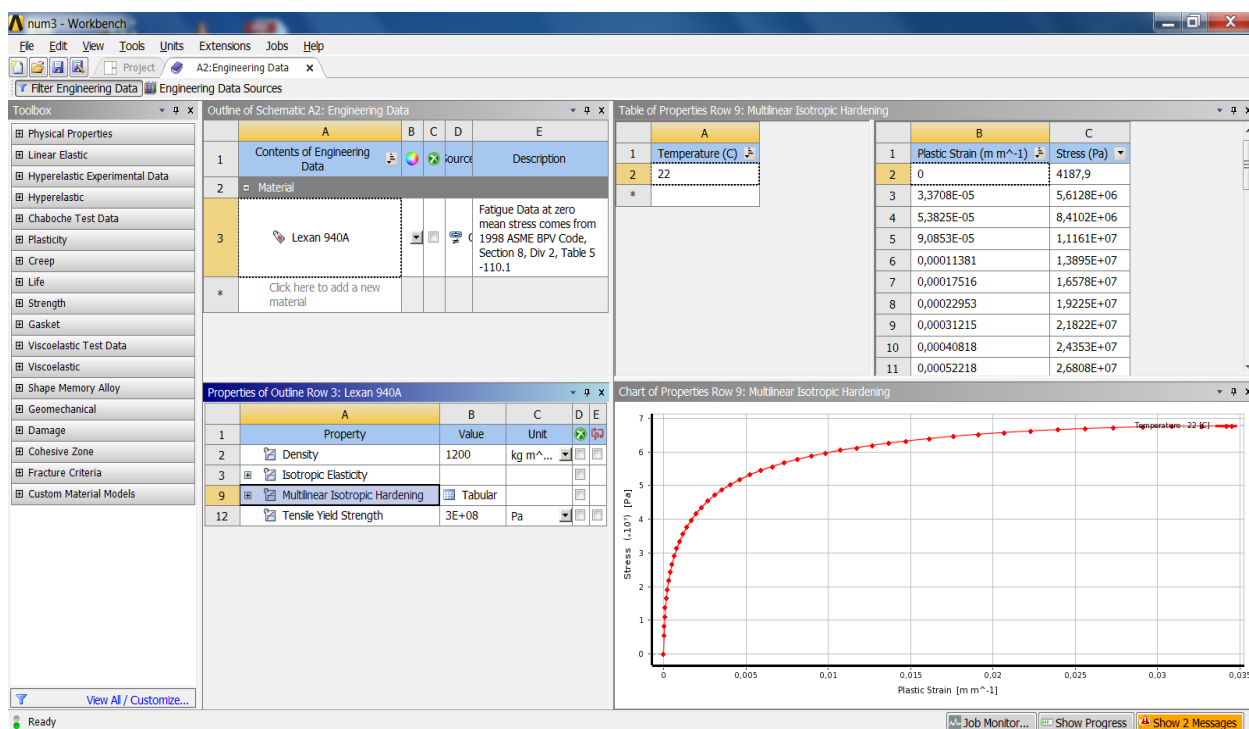 num3 - Workbench
File Edit View Tools Units Extensions Jobs Help
Project A2:Engineering Data x
Filter Engineering Data Engineering Data Sources
Toolbox
Physical Properties
Linear Elastic
Hyperelastic Experimental Data
Hyperelastic
Chaboche Test Data
Plasticity
Creep
Life
Strength
Gasket
Viscoelastic Test Data
Viscoelastic
Shape Memory Alloy
Geomechanical
Damage
Cohesive Zone
Fracture Criteria
Custom Material Models
View All / Customize...
Outline of Schematic A2: Engineering Data
A B C D E
1 Contents of Engineering Data Description
2 Material
3 Lexan 940A
Fatigue Data at zero
mean stress comes from
1998 ASME BPV Code,
Section 8, Div 2, Table 5
-110.1
* Click here to add a new
material
Properties of Outline Row 3: Lexan 940A
A B C D E
1 Property Value Unit
2 Density 1200 kg m^...
3 Isotropic Elasticity
9 Multilinear Isotropic Hardening Tabular
12 Tensile Yield Strength 3E+08 Pa
Table of Properties Row 9: Multilinear Isotropic Hardening
A
1 Temperature (C)
2 22
*
B C
1 Plastic Strain (m m^-1) Stress (Pa)
2 0 4187,9
3 3,3708E-05 5,6128E+06
4 5,3825E-05 8,4102E+06
5 9,0853E-05 1,1161E+07
6 0,00011381 1,3895E+07
7 0,00017516 1,6578E+07
8 0,00022953 1,9225E+07
9 0,00031215 2,1822E+07
10 0,00040818 2,4353E+07
11 0,00052218 2,6808E+07
Chart of Properties Row 9: Multilinear Isotropic Hardening
Temperature : 22 [C]
7
6
5
4
3
2
1
0
Stress (.10⁷) [Pa]
0 0,005 0,01 0,015 0,02 0,025 0,03 0,035
Plastic Strain [m m^-1]
Ready
Job Monitor... Show Progress Show 2 Messages